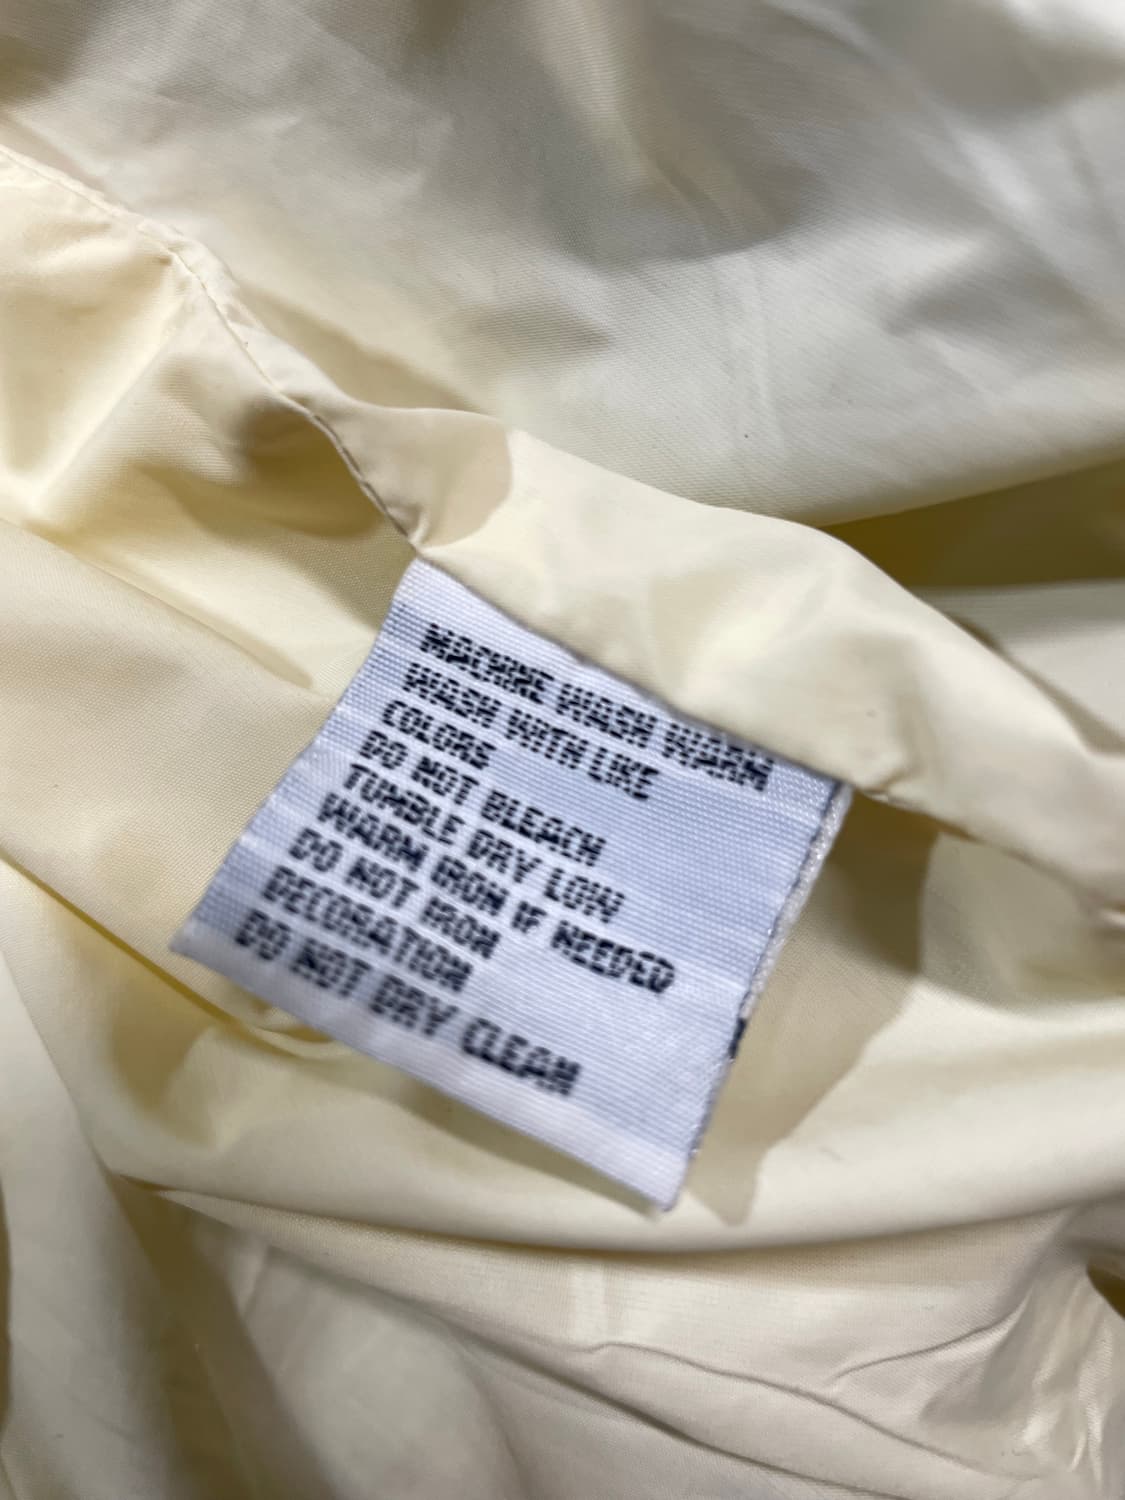 MACHINE WASH WARM
WASH WITH LIKE
COLORS
DO NOT BLEACH
TUMBLE DRY LOW
WARM IRON IF NEEDED
DO NOT IRON
DECORATION
DO NOT DRY CLEAN